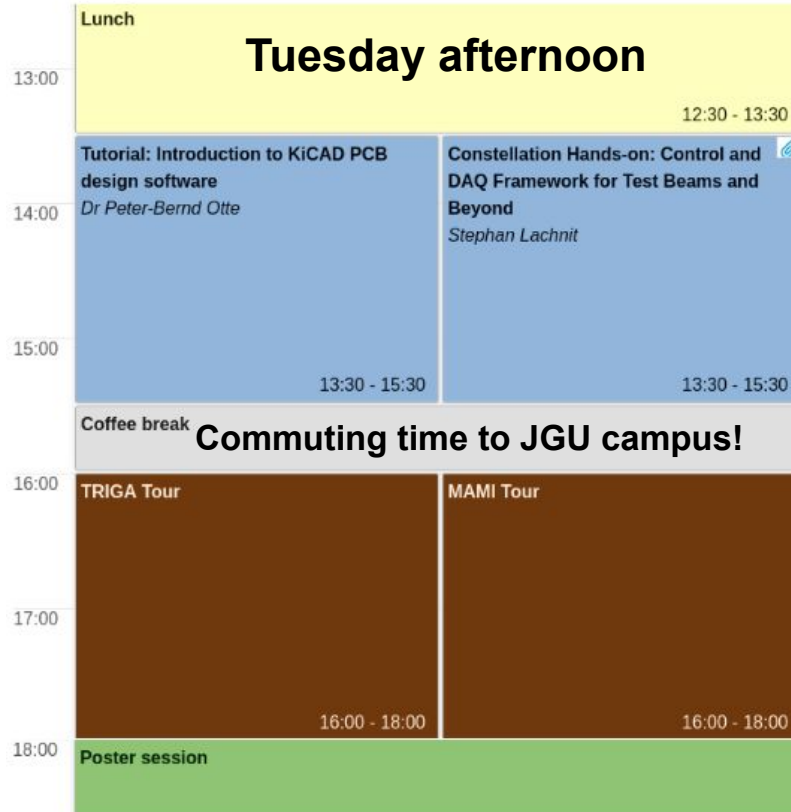 Lunch
Tuesday afternoon
13:00
12:30 - 13:30
Tutorial: Introduction to KiCAD PCB
design software
Dr Peter-Bernd Otte
Constellation Hands-on: Control and
DAQ Framework for Test Beams and
Beyond
Stephan Lachnit
14:00
15:00
13:30 - 15:30
13:30 - 15:30
Coffee break
Commuting time to JGU campus!
16:00
TRIGA Tour
MAMI Tour
17:00
16:00 - 18:00
16:00 - 18:00
18:00
Poster session